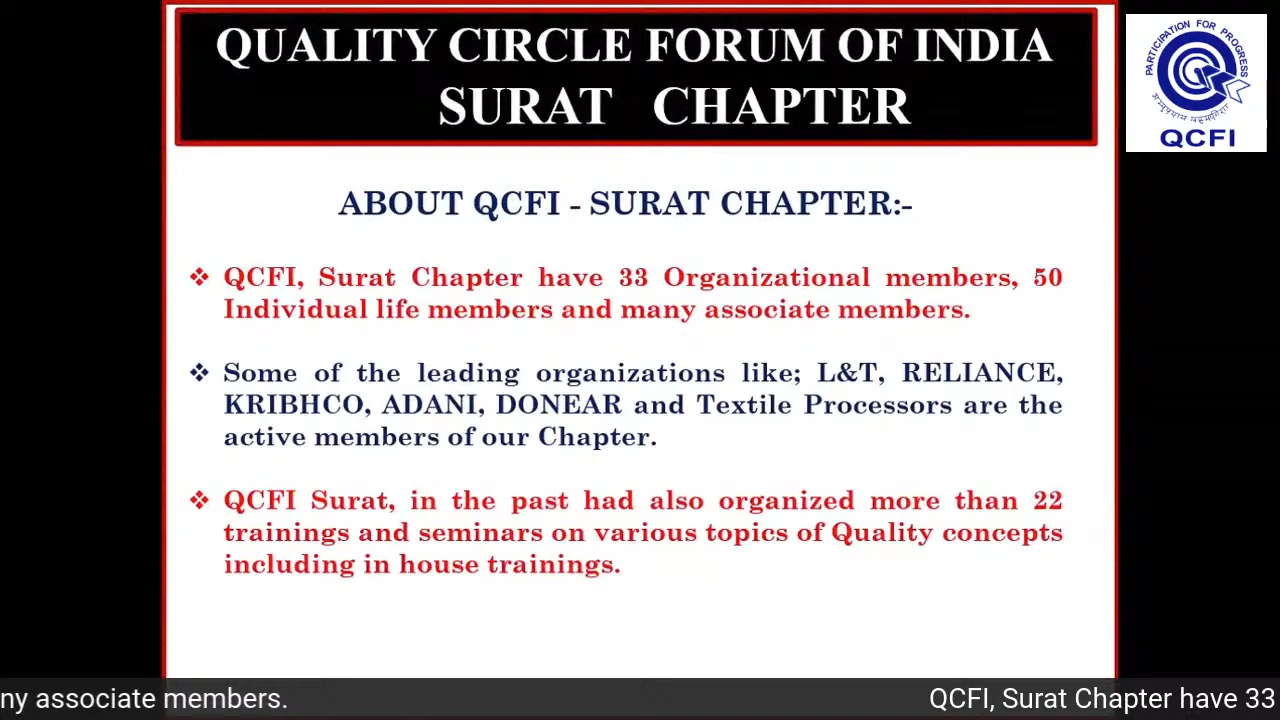 QUALITY CIRCLE FORUM OF INDIA
SURAT CHAPTER
PARTICIPATION FOR PROGRESS
QCFI
ABOUT QCFI - SURAT CHAPTER:-
❖ QCFI, Surat Chapter have 33 Organizational members, 50
Individual life members and many associate members.
❖ Some of the leading organizations like; L&T, RELIANCE,
KRIBHCO, ADANI, DONEAR and Textile Processors are the
active members of our Chapter.
❖ QCFI Surat, in the past had also organized more than 22
trainings and seminars on various topics of Quality concepts
including in house trainings.
ny associate members. QCFI, Surat Chapter have 33